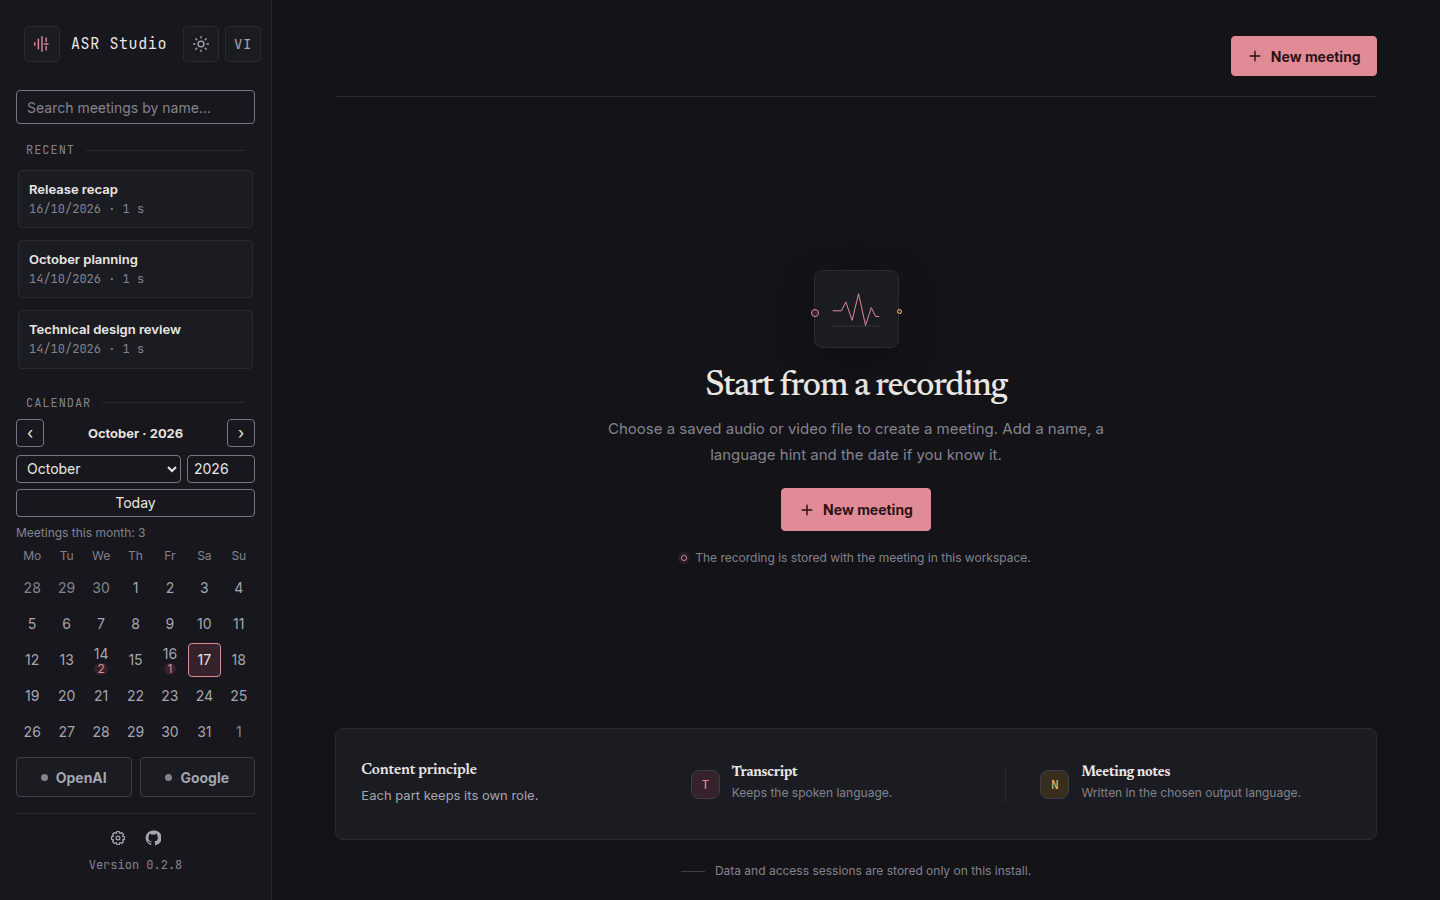 ASR Studio
VI
Search meetings by name...
RECENT
Release recap
16/10/2026 · 1 s
October planning
14/10/2026 · 1 s
Technical design review
14/10/2026 · 1 s
CALENDAR
‹ October · 2026 ›
October 2026
Today
Meetings this month: 3
Mo Tu We Th Fr Sa Su
28 29 30 1 2 3 4
5 6 7 8 9 10 11
12 13 14 15 16 17 18
2 1
19 20 21 22 23 24 25
26 27 28 29 30 31 1
OpenAI Google
Version 0.2.8
+ New meeting
Start from a recording
Choose a saved audio or video file to create a meeting. Add a name, a
language hint and the date if you know it.
+ New meeting
The recording is stored with the meeting in this workspace.
Content principle
Each part keeps its own role.
T
Transcript
Keeps the spoken language.
N
Meeting notes
Written in the chosen output language.
Data and access sessions are stored only on this install.